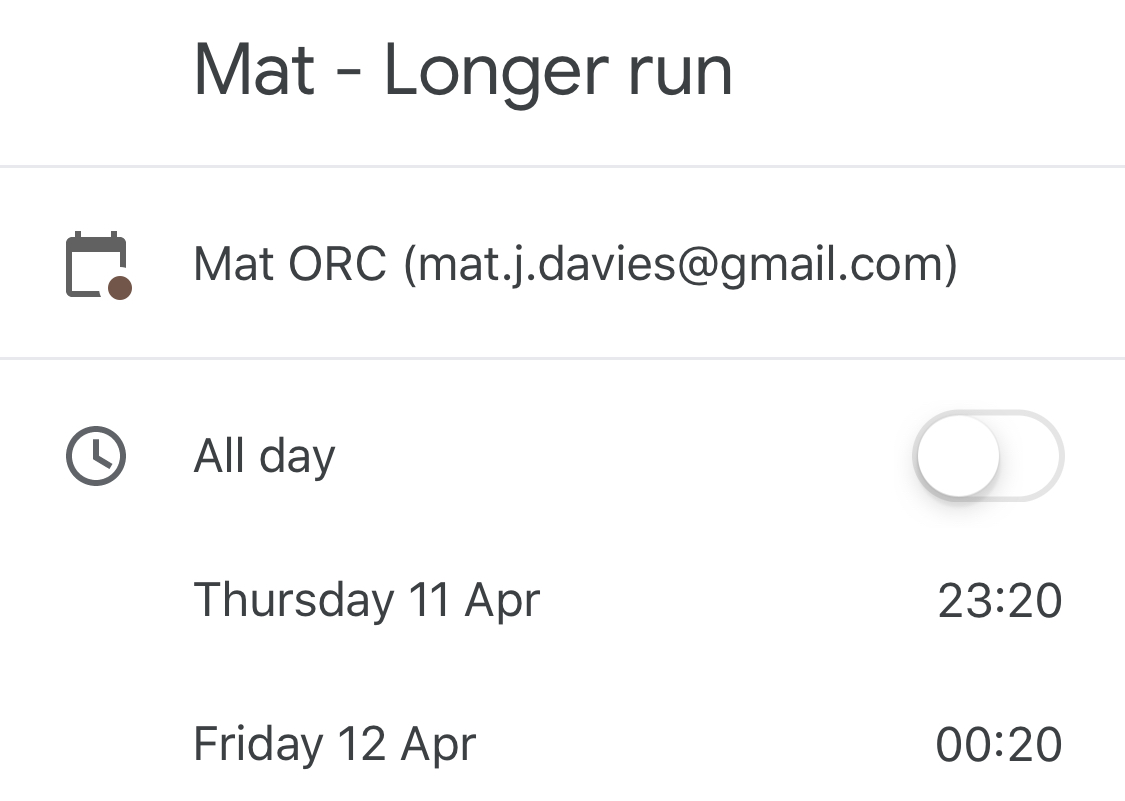 Mat - Longer run
Mat ORC (mat.j.davies@gmail.com)
All day
Thursday 11 Apr 23:20
Friday 12 Apr 00:20